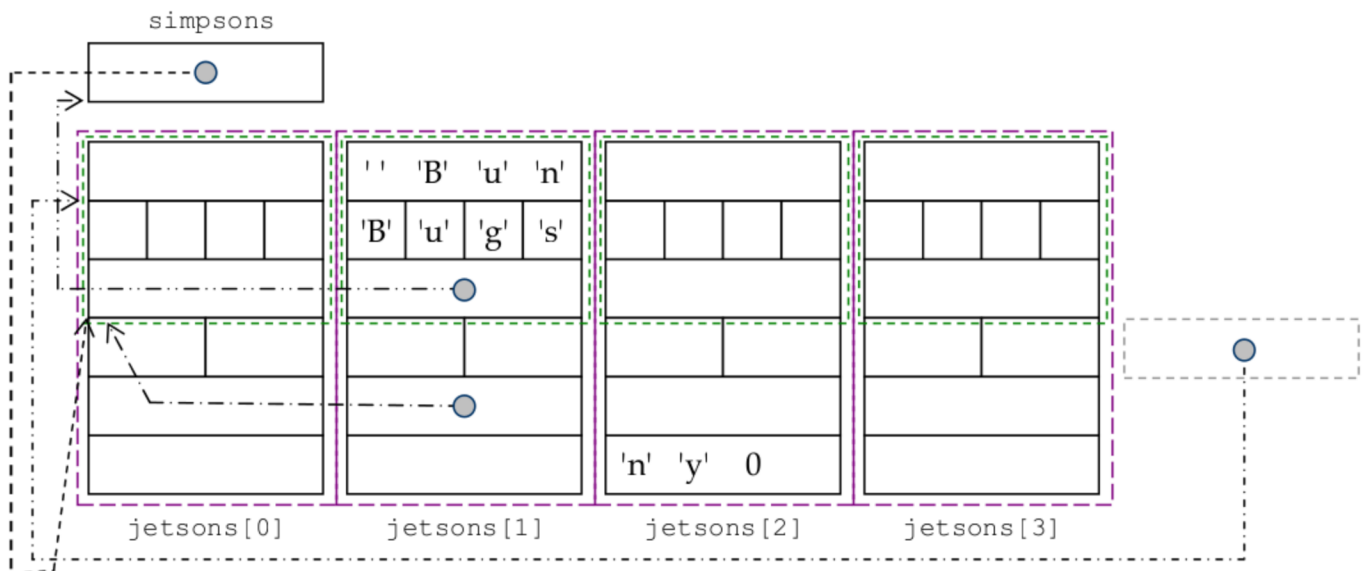 simpsons
' ' 'B' 'u' 'n'
'B' 'u' 'g' 's'
'n' 'y' 0
jetsons[0] jetsons[1] jetsons[2] jetsons[3]